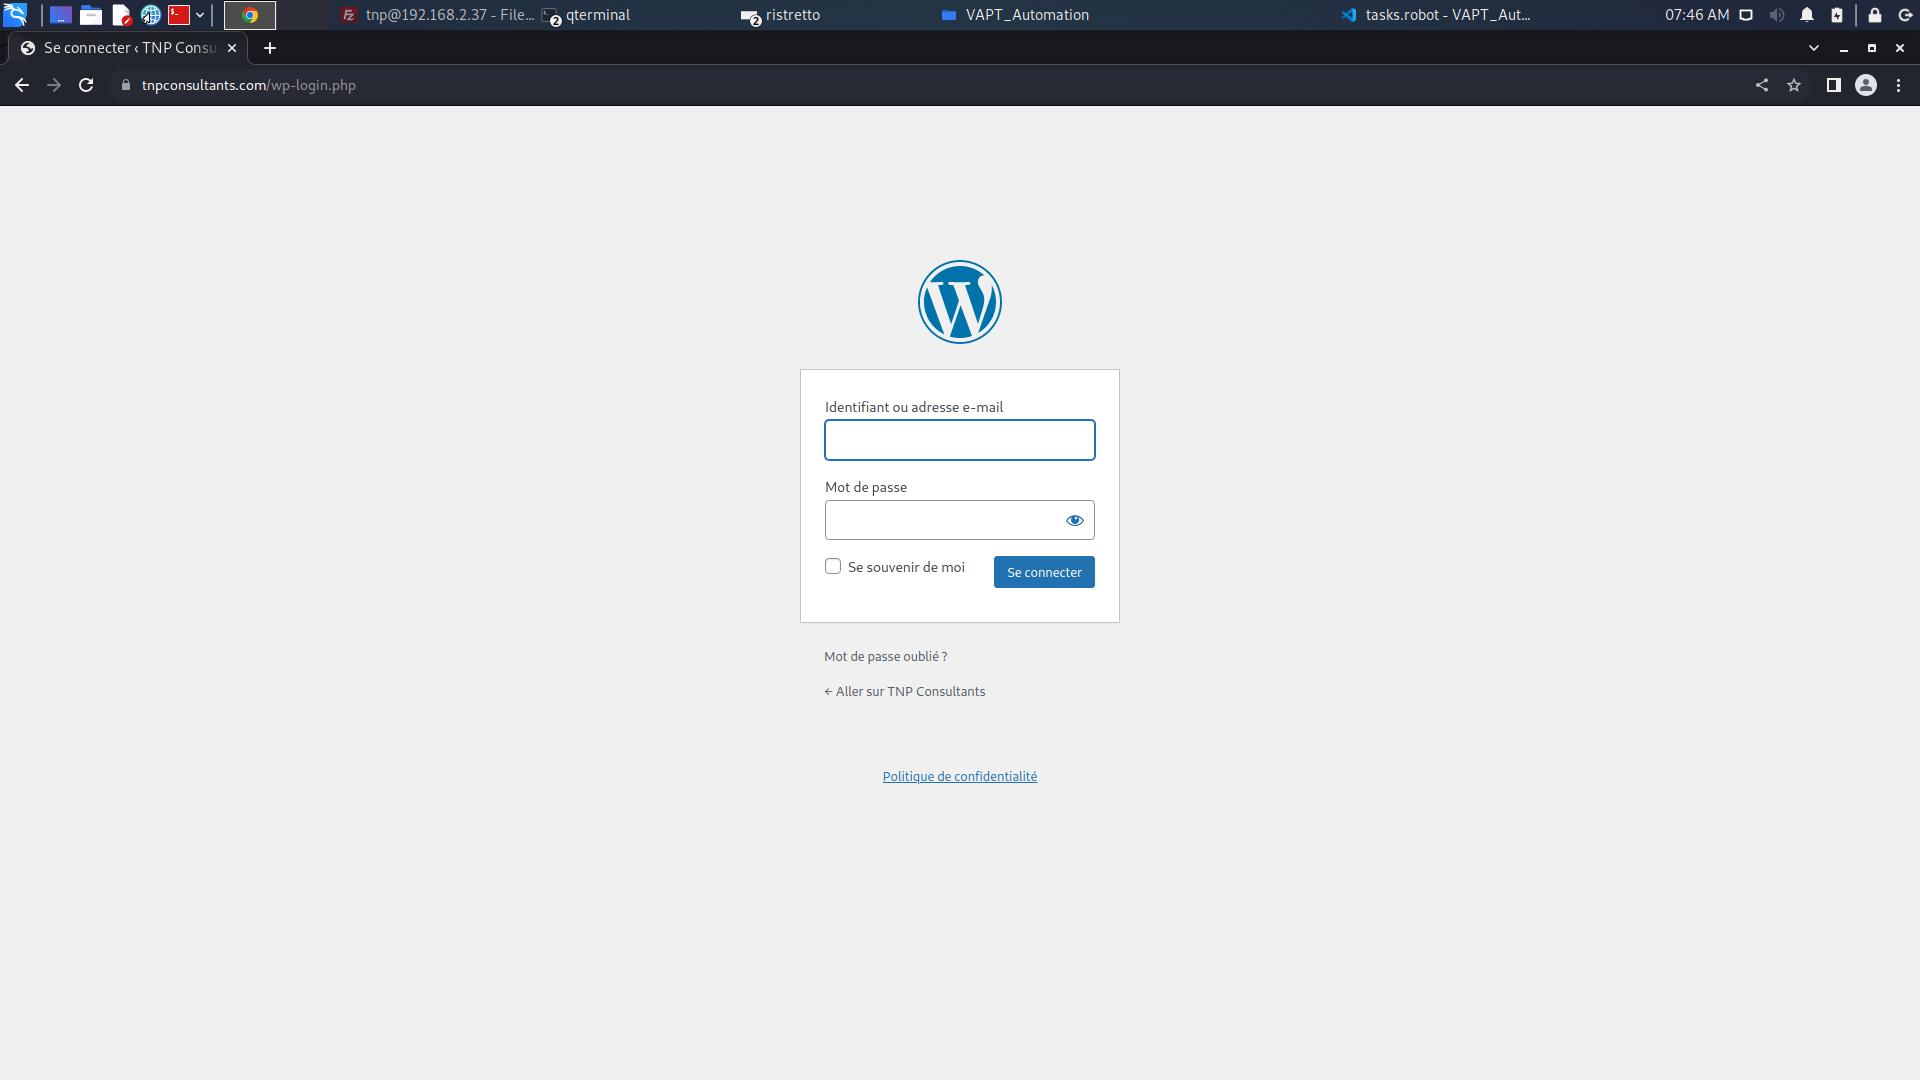 tnp@192.168.2.37 - File... qterminal ristretto VAPT_Automation tasks.robot - VAPT_Aut... 07:46 AM
Se connecter ‹ TNP Consu
tnpconsultants.com/wp-login.php
Identifiant ou adresse e-mail
Mot de passe
Se souvenir de moi
Se connecter
Mot de passe oublié ?
← Aller sur TNP Consultants
Politique de confidentialité